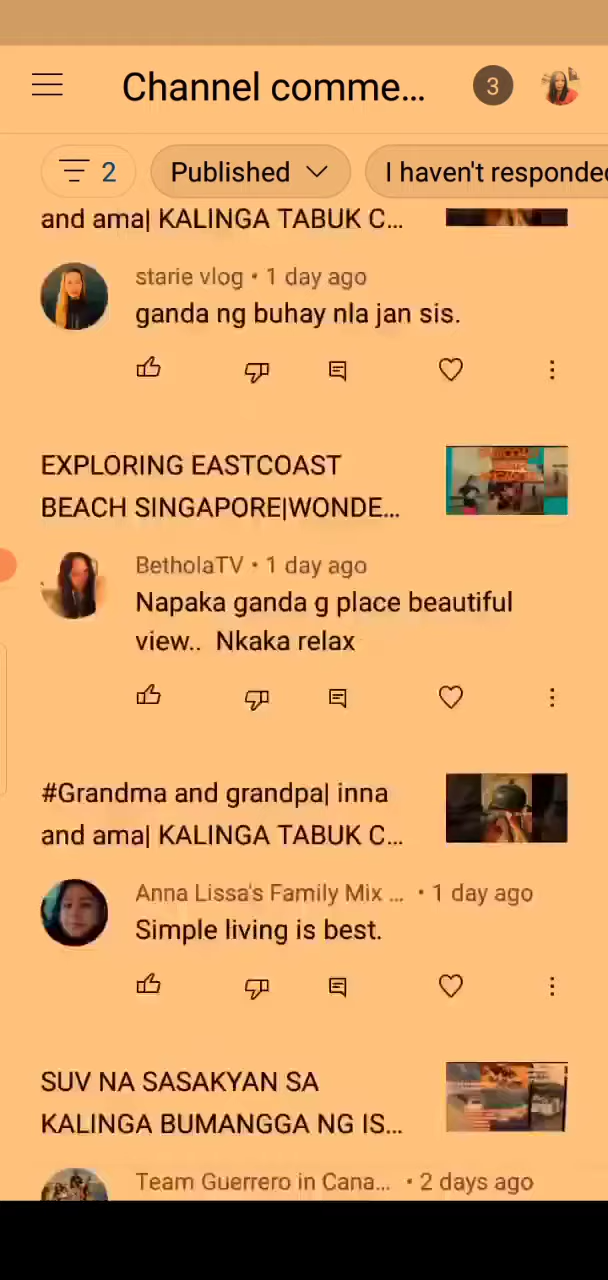 Channel comme...
3
2
Published
I haven't responded
and ama| KALINGA TABUK C...
starie vlog • 1 day ago
ganda ng buhay nla jan sis.
EXPLORING EASTCOAST
BEACH SINGAPORE|WONDE...
BetholaTV • 1 day ago
Napaka ganda g place beautiful
view.. Nkaka relax
#Grandma and grandpa| inna
and ama| KALINGA TABUK C...
Anna Lissa's Family Mix ... • 1 day ago
Simple living is best.
SUV NA SASAKYAN SA
KALINGA BUMANGGA NG IS...
Team Guerrero in Cana... • 2 days ago